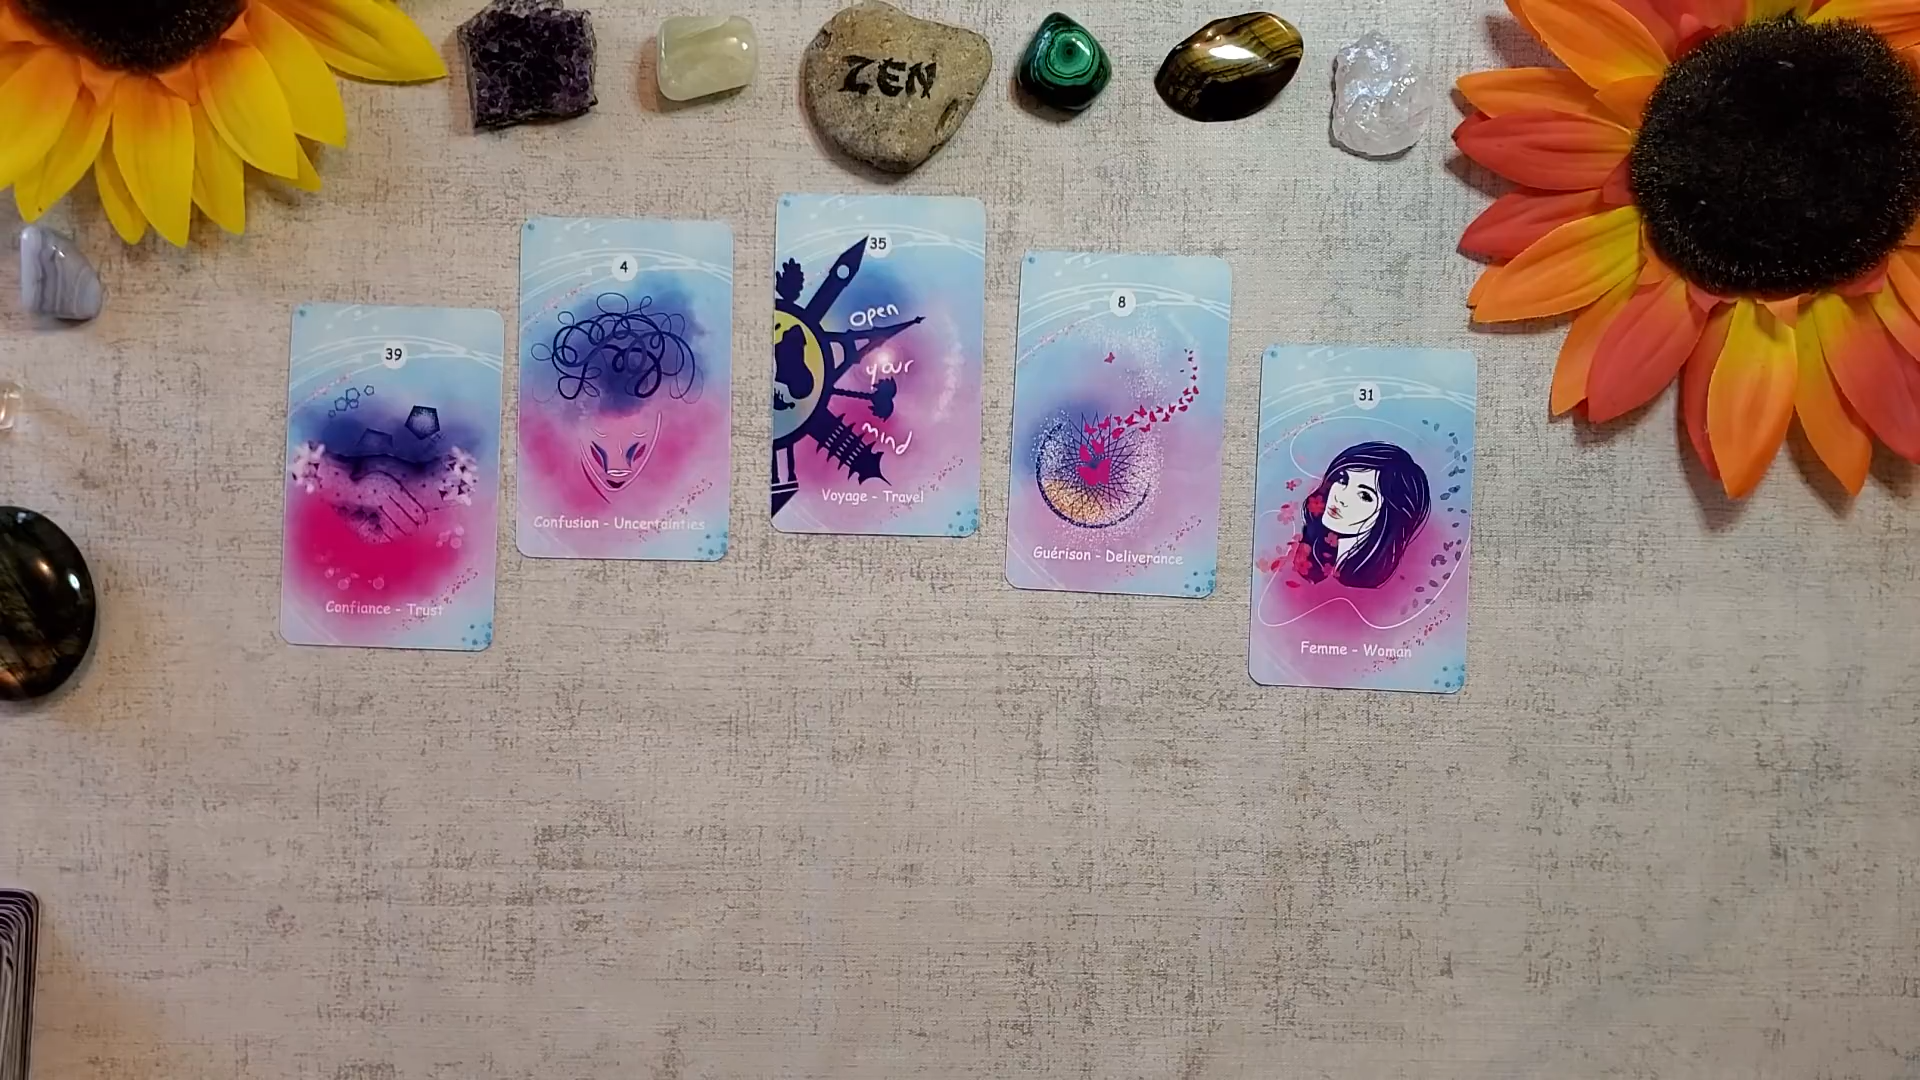 ZEN
39
Confiance - Trust
4
Confusion - Uncertainties
35
open
your
mind
Voyage - Travel
8
Guérison - Deliverance
31
Femme - Woman